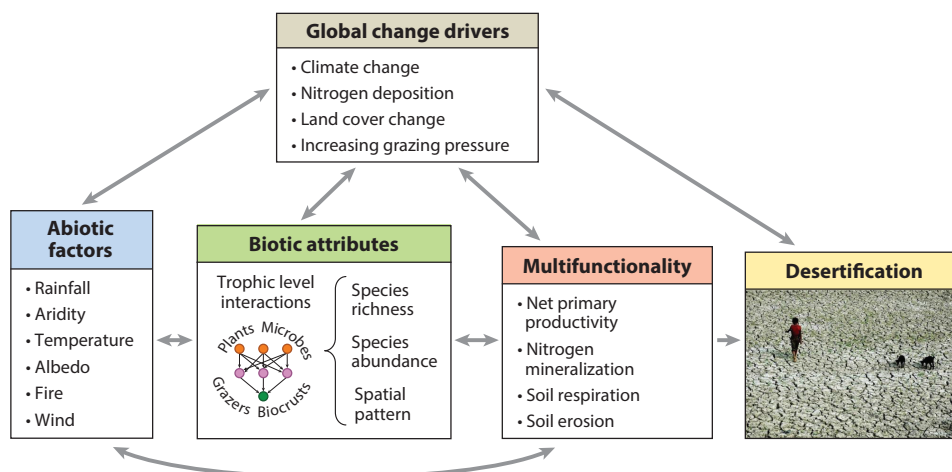 Global change drivers
• Climate change
• Nitrogen deposition
• Land cover change
• Increasing grazing pressure
Abiotic
factors
• Rainfall
• Aridity
• Temperature
• Albedo
• Fire
• Wind
Biotic attributes
Trophic level
interactions
Plants Microbes
Grazers Biocrusts
Species
richness
Species
abundance
Spatial
pattern
Multifunctionality
• Net primary
productivity
• Nitrogen
mineralization
• Soil respiration
• Soil erosion
Desertification